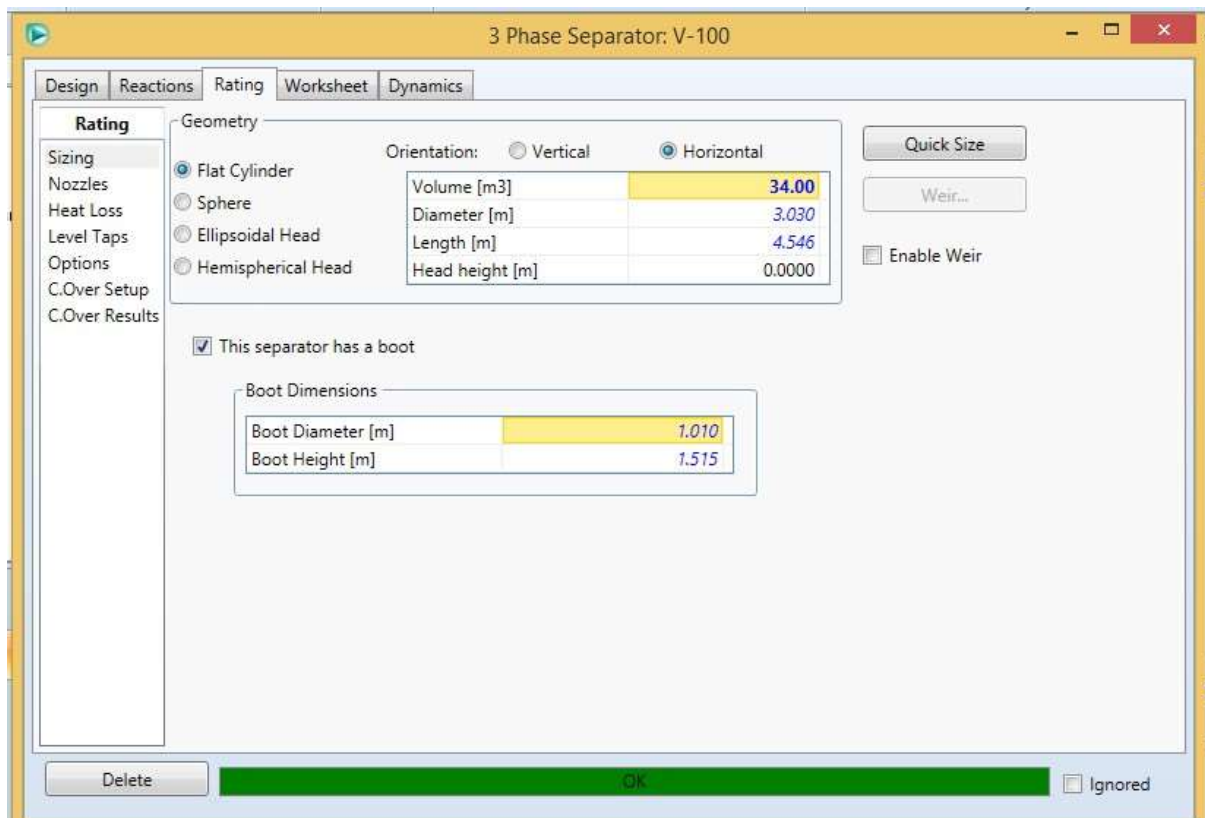 3 Phase Separator: V-100
Design Reactions Rating Worksheet Dynamics
Rating
Sizing
Nozzles
Heat Loss
Level Taps
Options
C.Over Setup
C.Over Results
Geometry
Flat Cylinder
Sphere
Ellipsoidal Head
Hemispherical Head
Orientation: Vertical Horizontal
Volume [m3] 34.00
Diameter [m] 3.030
Length [m] 4.546
Head height [m] 0.0000
Quick Size
Weir...
Enable Weir
This separator has a boot
Boot Dimensions
Boot Diameter [m] 1.010
Boot Height [m] 1.515
Delete OK Ignored